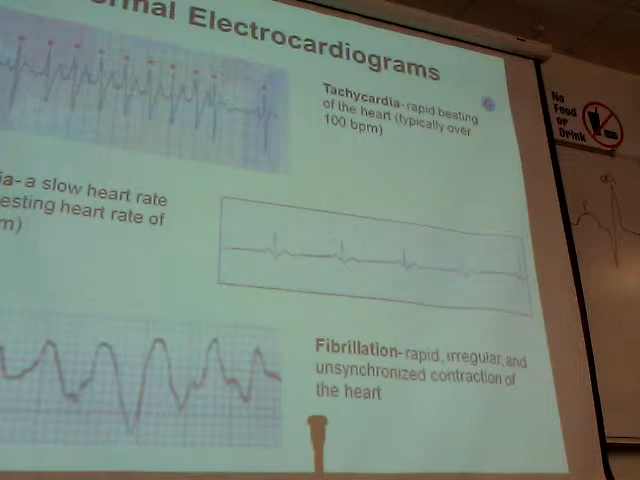 rmal Electrocardiograms
Tachycardia-rapid beating
of the heart (typically over
100 bpm)
ia- a slow heart rate
esting heart rate of
m)
Fibrillation-rapid, irregular, and
unsynchronized contraction of
the heart
No
Food
or
Drink